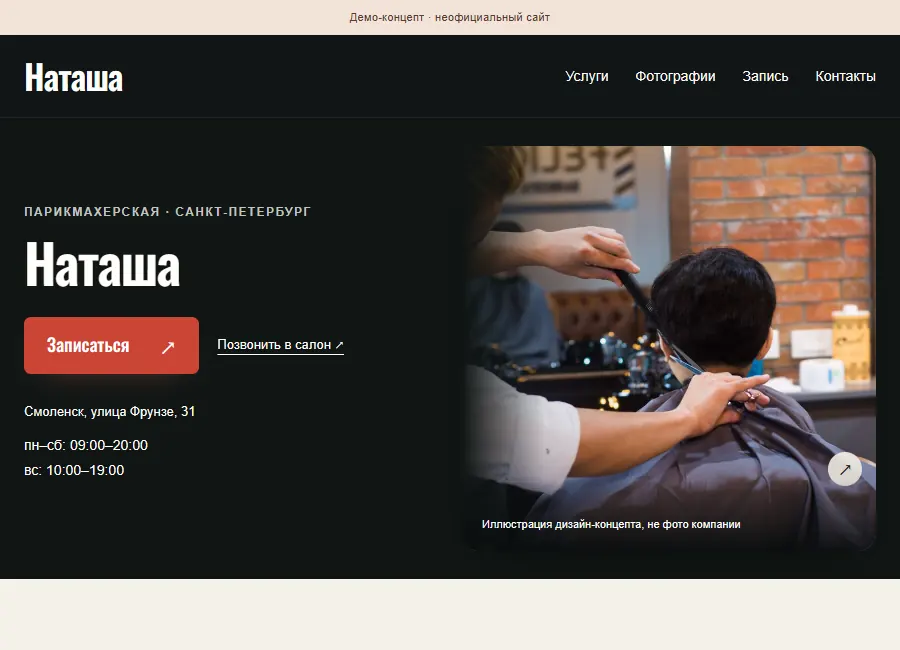 Демо-концепт · неофициальный сайт
Наташа
Услуги
Фотографии
Запись
Контакты
ПАРИКМАХЕРСКАЯ · САНКТ-ПЕТЕРБУРГ
Наташа
Записаться ↗
Позвонить в салон ↗
Смоленск, улица Фрунзе, 31
пн–сб: 09:00–20:00
вс: 10:00–19:00
Иллюстрация дизайн-концепта, не фото компании